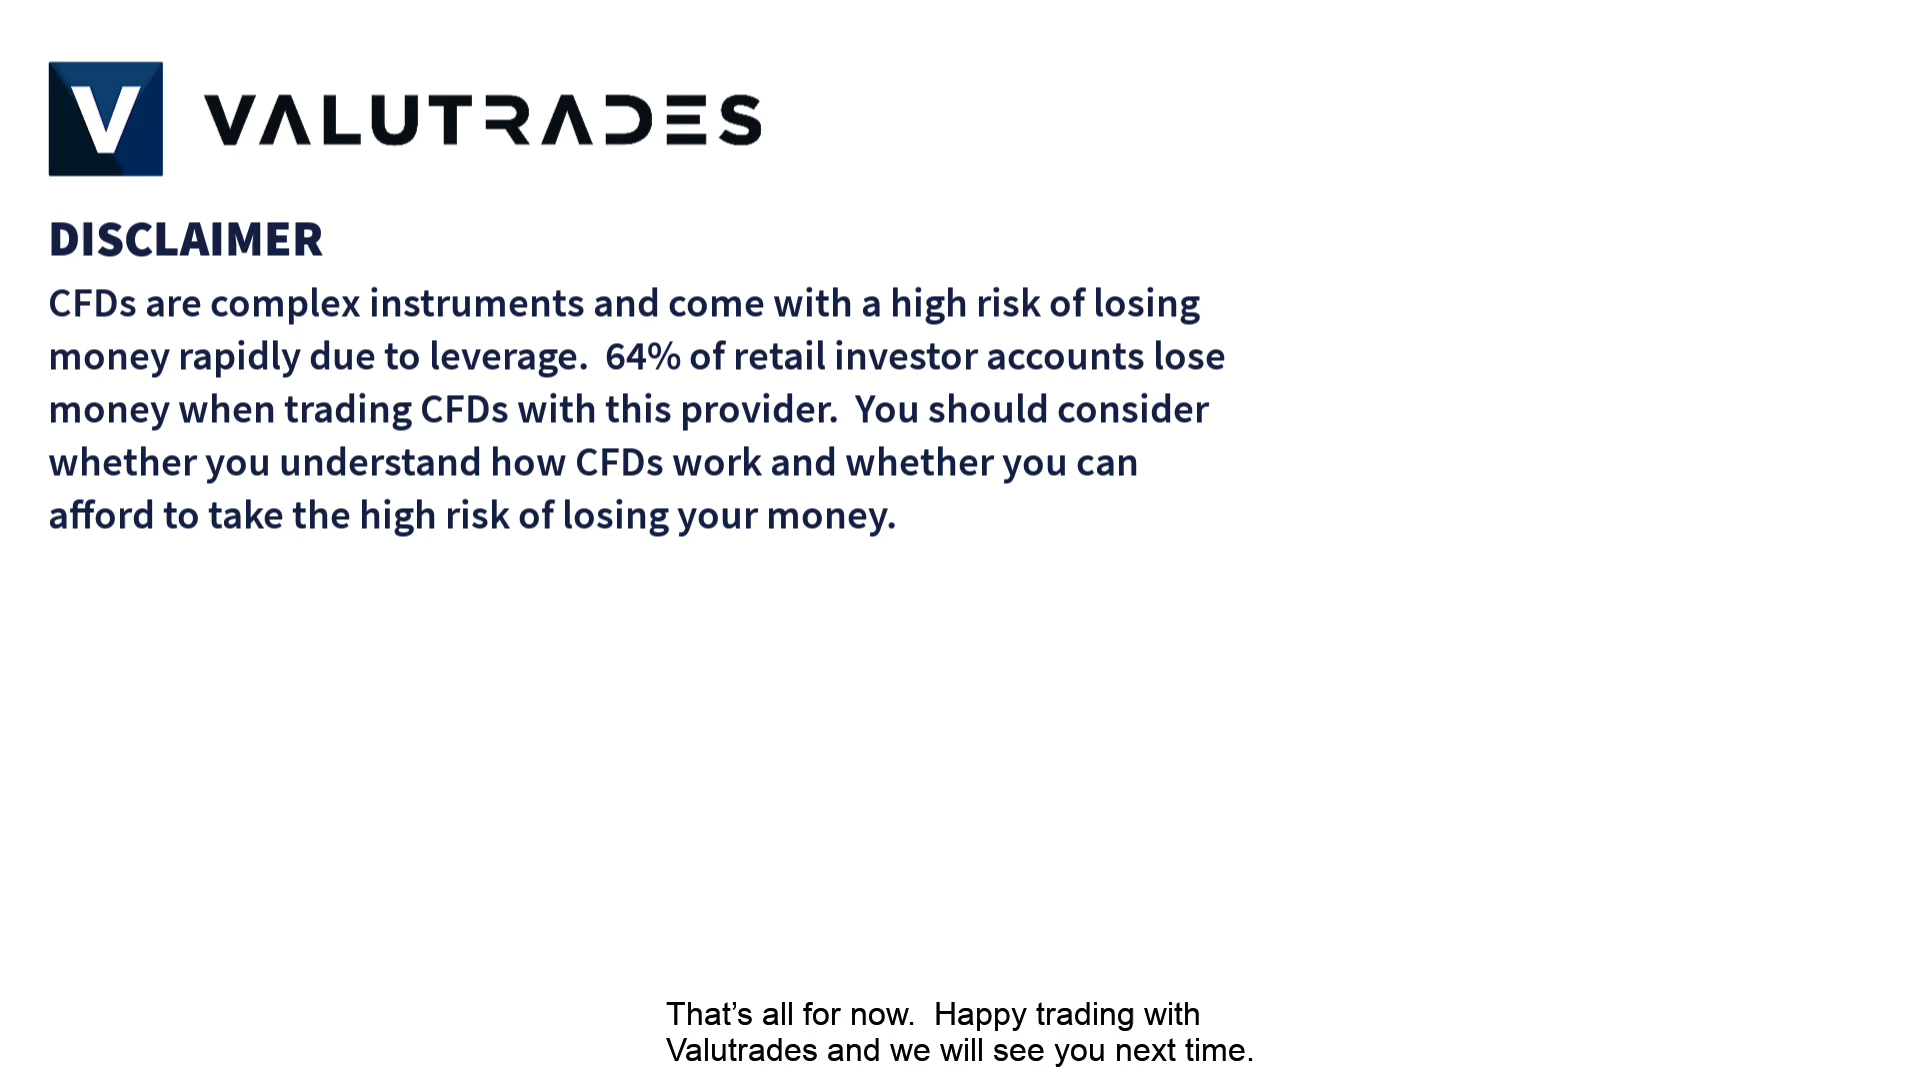 V VALUTRADES
DISCLAIMER
CFDs are complex instruments and come with a high risk of losing
money rapidly due to leverage.  64% of retail investor accounts lose
money when trading CFDs with this provider.  You should consider
whether you understand how CFDs work and whether you can
afford to take the high risk of losing your money.
That’s all for now.  Happy trading with
Valutrades and we will see you next time.